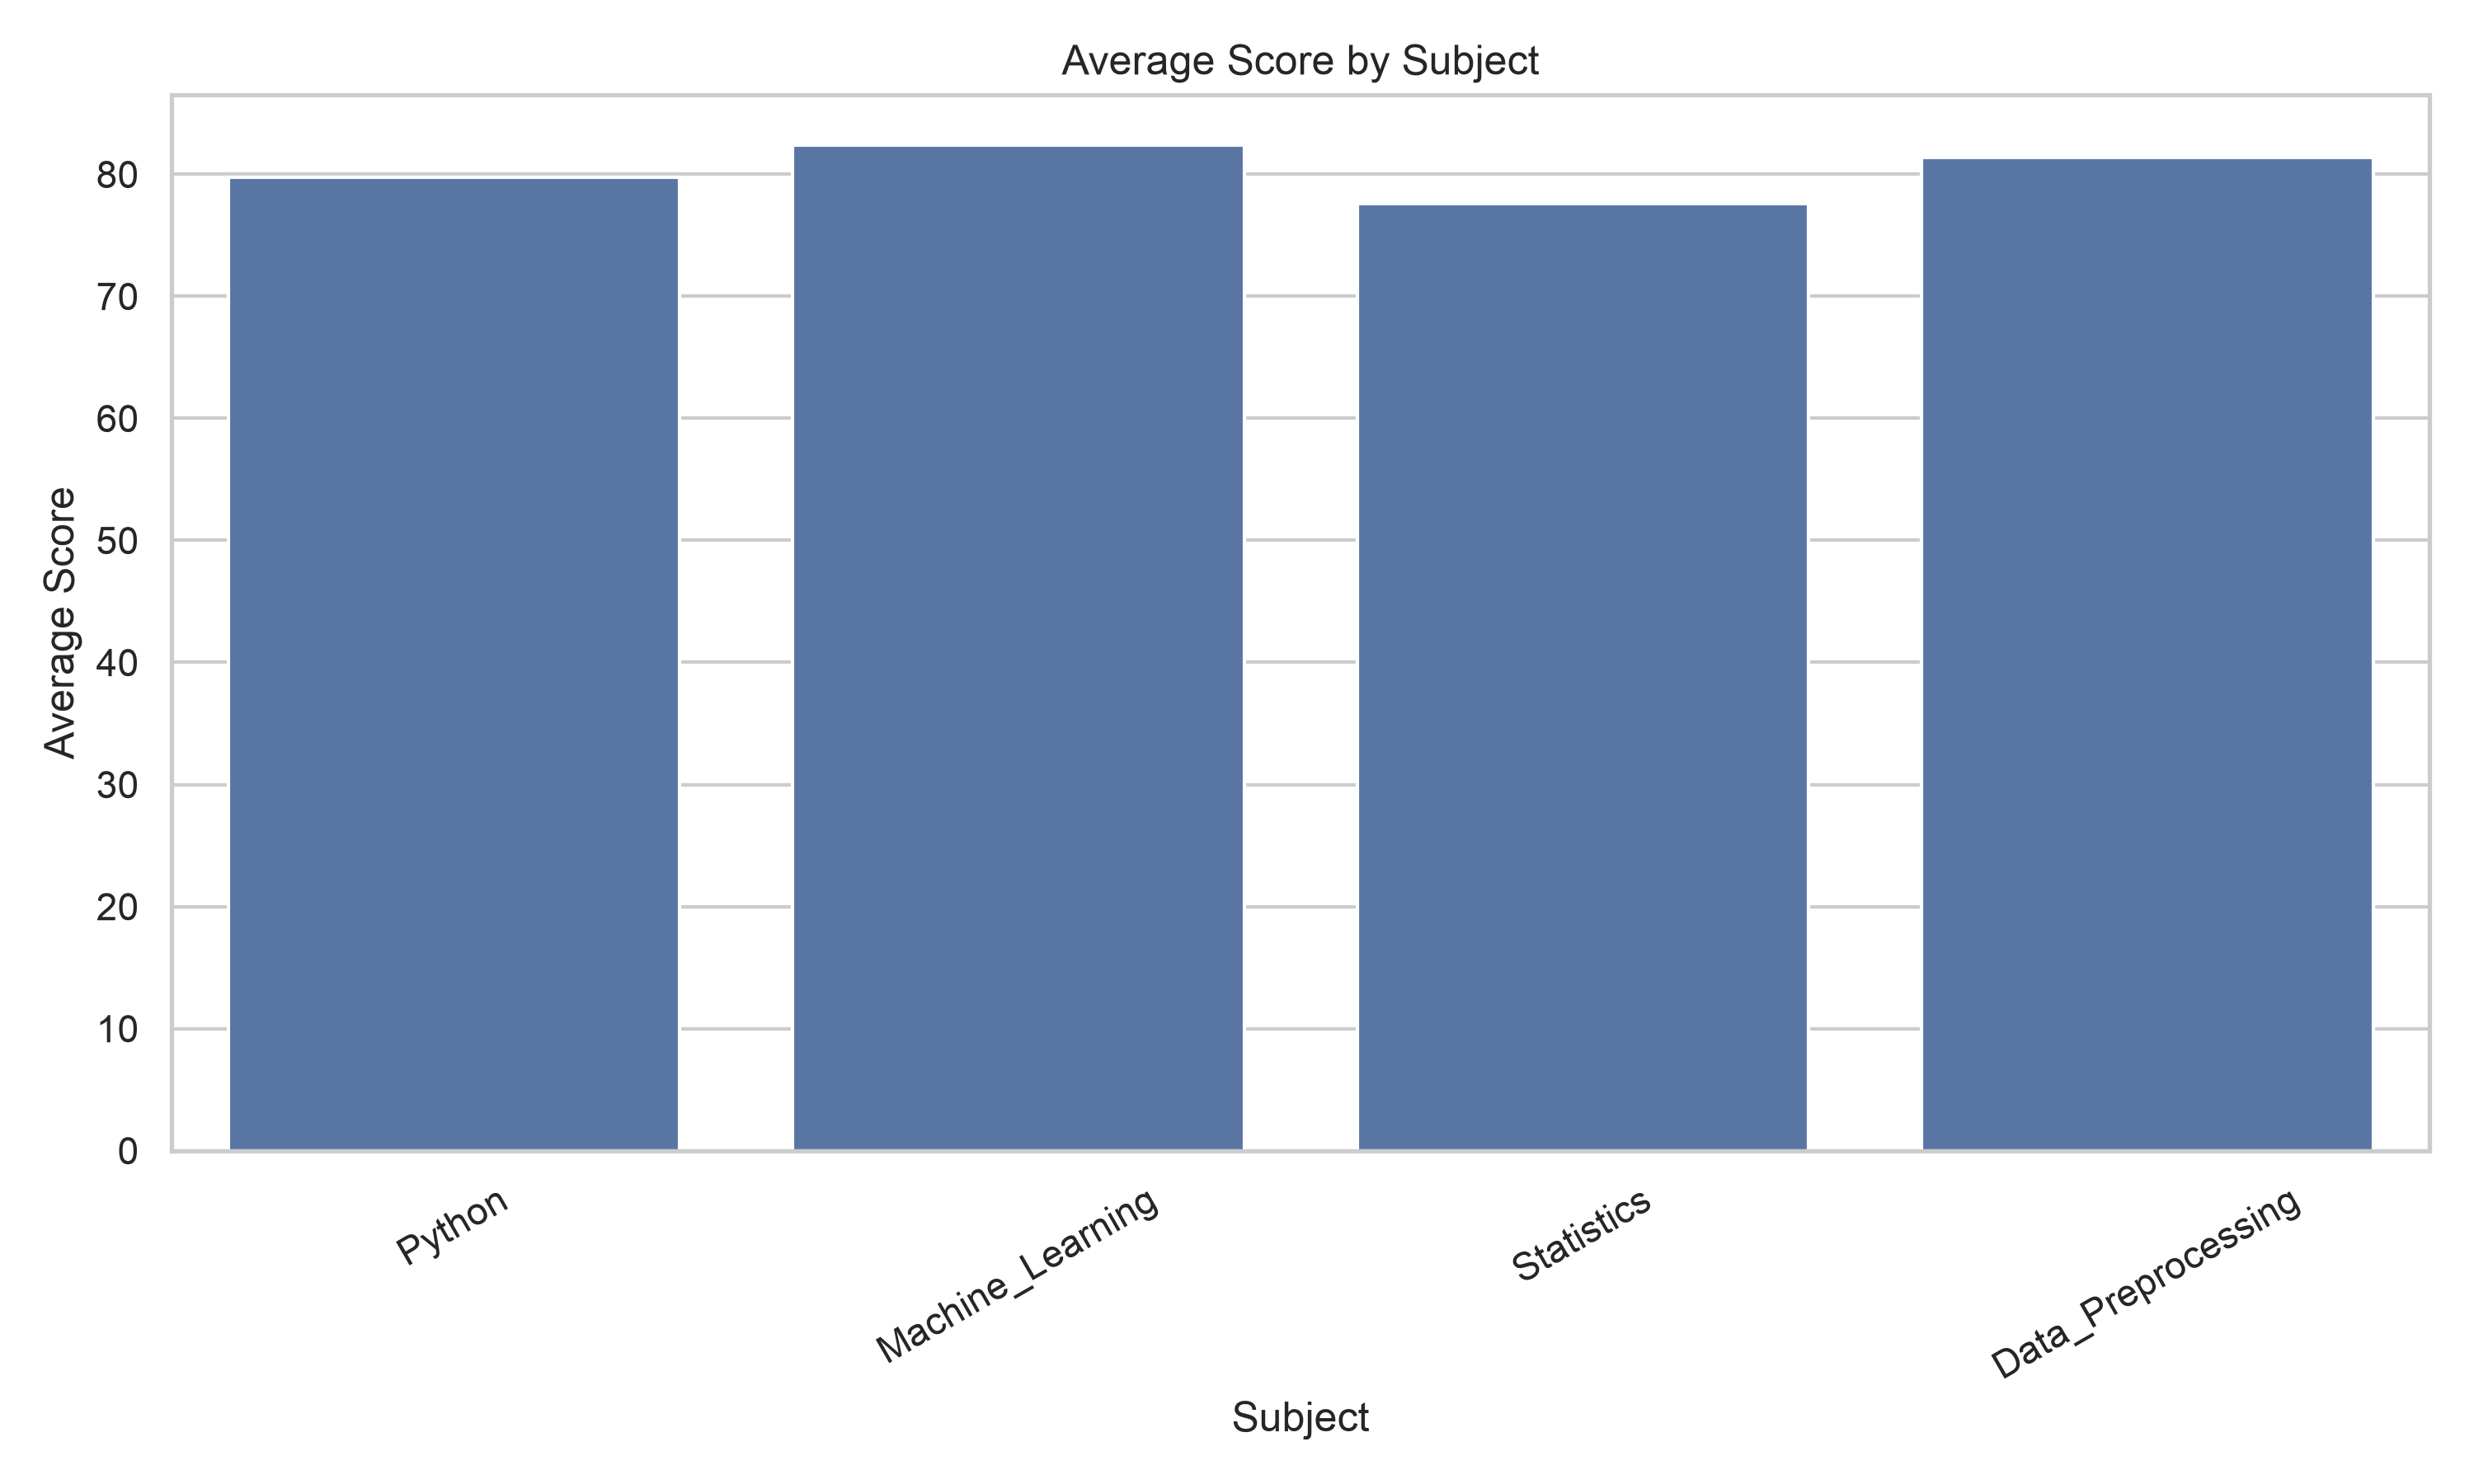 Average Score by Subject
Average Score
80
70
60
50
40
30
20
10
0
Python
Machine_Learning
Statistics
Data_Preprocessing
Subject